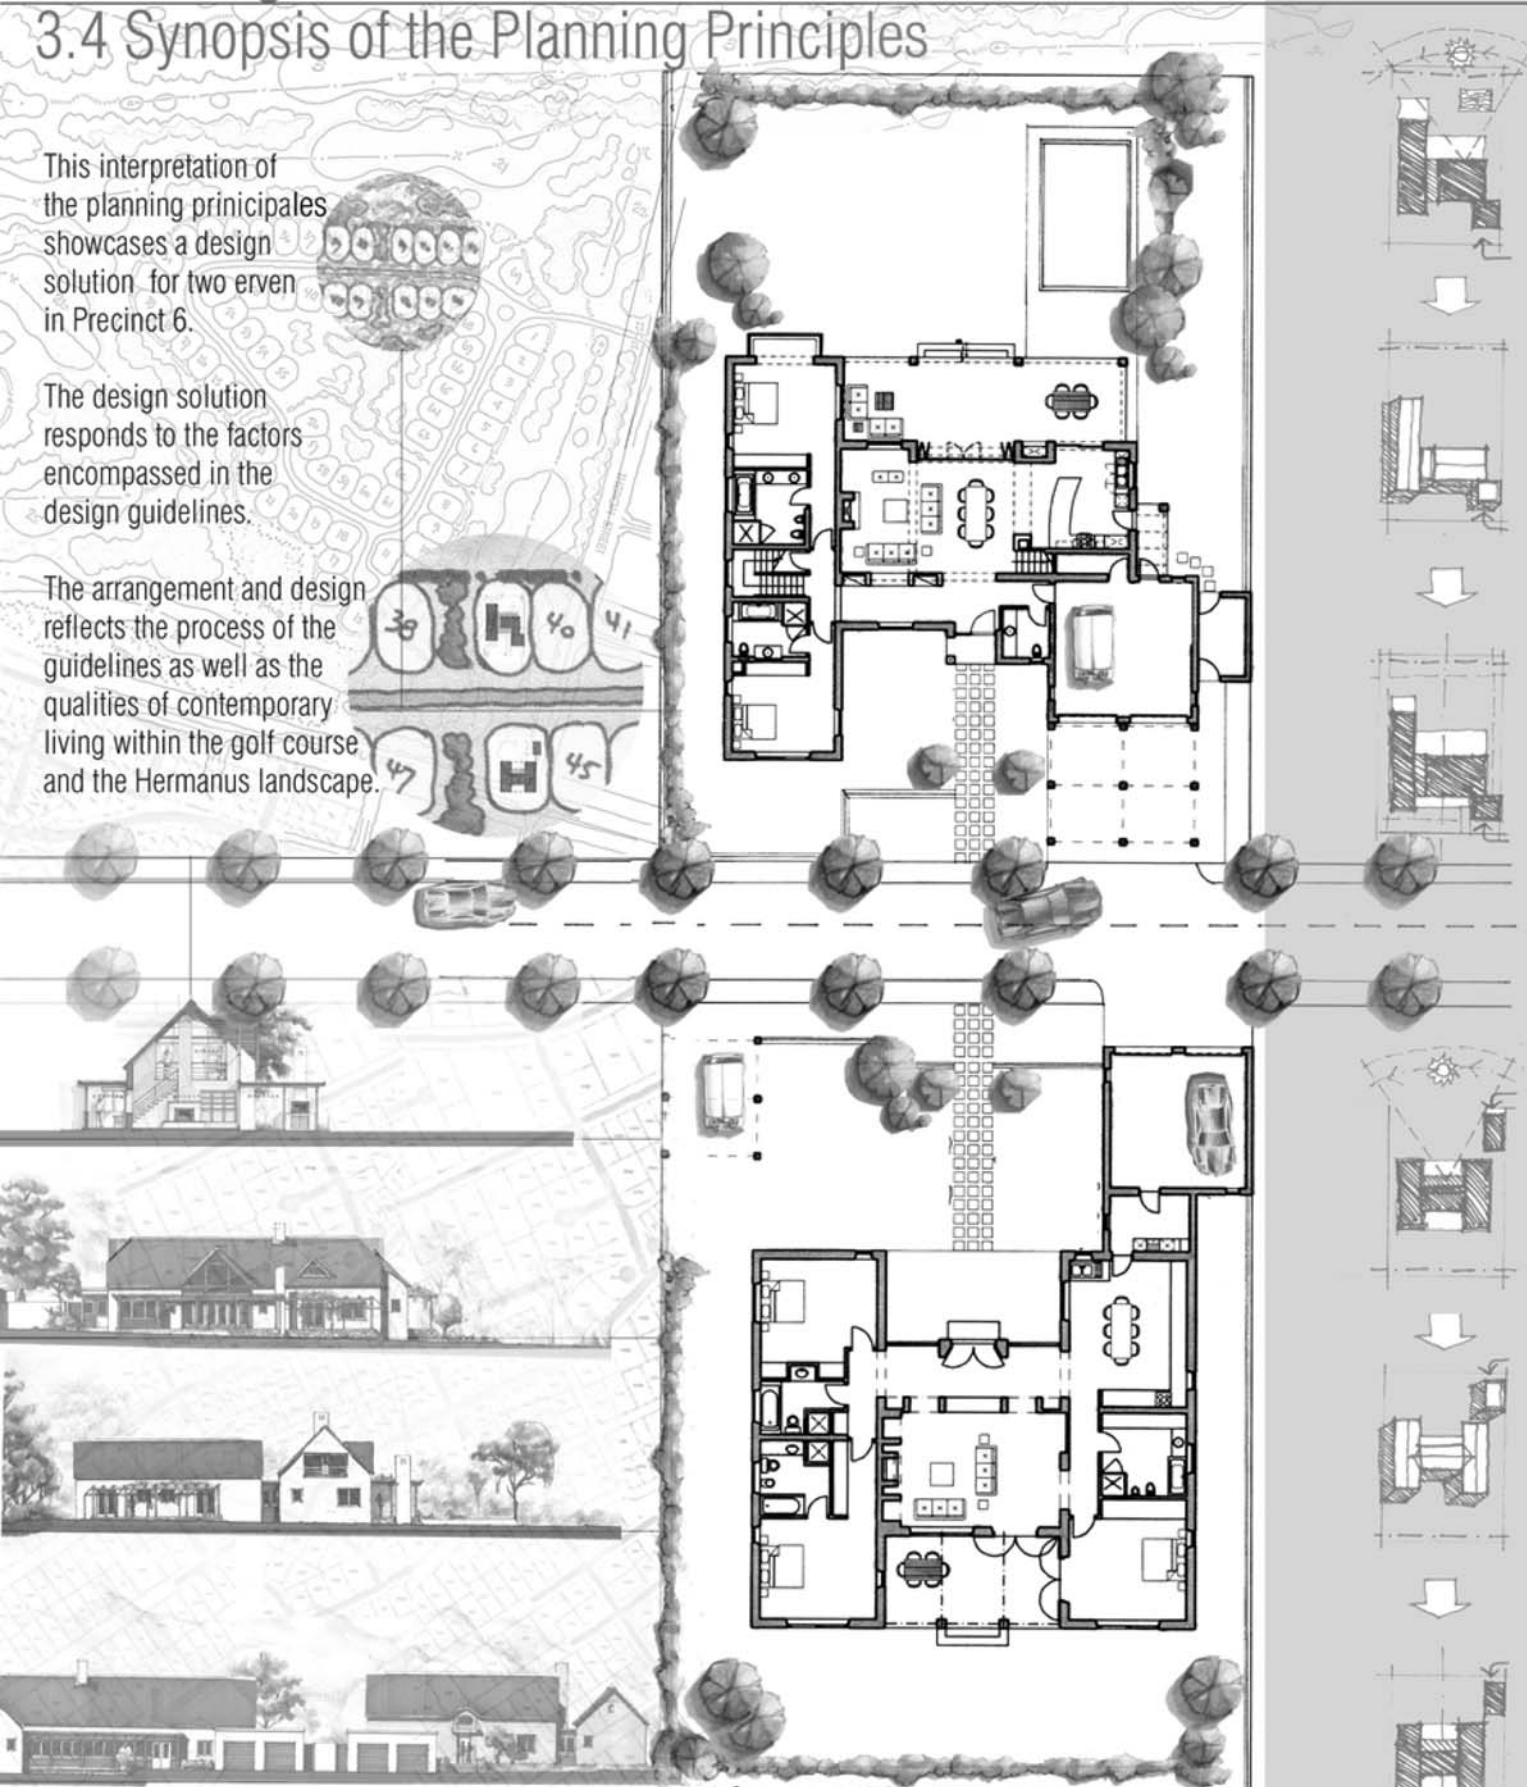 3.4 Synopsis of the Planning Principles
This interpretation of
the planning prinicipales
showcases a design
solution for two erven
in Precinct 6.
The design solution
responds to the factors
encompassed in the
design guidelines.
The arrangement and design
reflects the process of the
guidelines as well as the
qualities of contemporary
living within the golf course
and the Hermanus landscape.
38
40
41
47
45